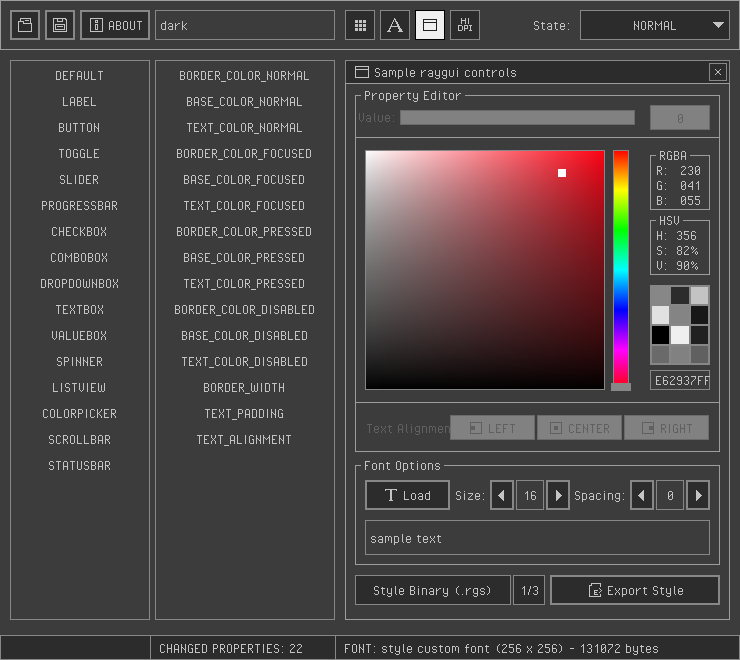 ABOUT
dark
A
HI DPI
State:
NORMAL
DEFAULT
LABEL
BUTTON
TOGGLE
SLIDER
PROGRESSBAR
CHECKBOX
COMBOBOX
DROPDOWNBOX
TEXTBOX
VALUEBOX
SPINNER
LISTVIEW
COLORPICKER
SCROLLBAR
STATUSBAR
BORDER_COLOR_NORMAL
BASE_COLOR_NORMAL
TEXT_COLOR_NORMAL
BORDER_COLOR_FOCUSED
BASE_COLOR_FOCUSED
TEXT_COLOR_FOCUSED
BORDER_COLOR_PRESSED
BASE_COLOR_PRESSED
TEXT_COLOR_PRESSED
BORDER_COLOR_DISABLED
BASE_COLOR_DISABLED
TEXT_COLOR_DISABLED
BORDER_WIDTH
TEXT_PADDING
TEXT_ALIGNMENT
Sample raygui controls
Property Editor
Value:
0
RGBA
R: 230
G: 041
B: 055
HSV
H: 356
S: 82%
V: 90%
E62937FF
Text Alignmen
LEFT
CENTER
RIGHT
Font Options
T Load
Size:
16
Spacing:
0
sample text
Style Binary (.rgs)
1/3
Export Style
CHANGED PROPERTIES: 22
FONT: style custom font (256 x 256) - 131072 bytes